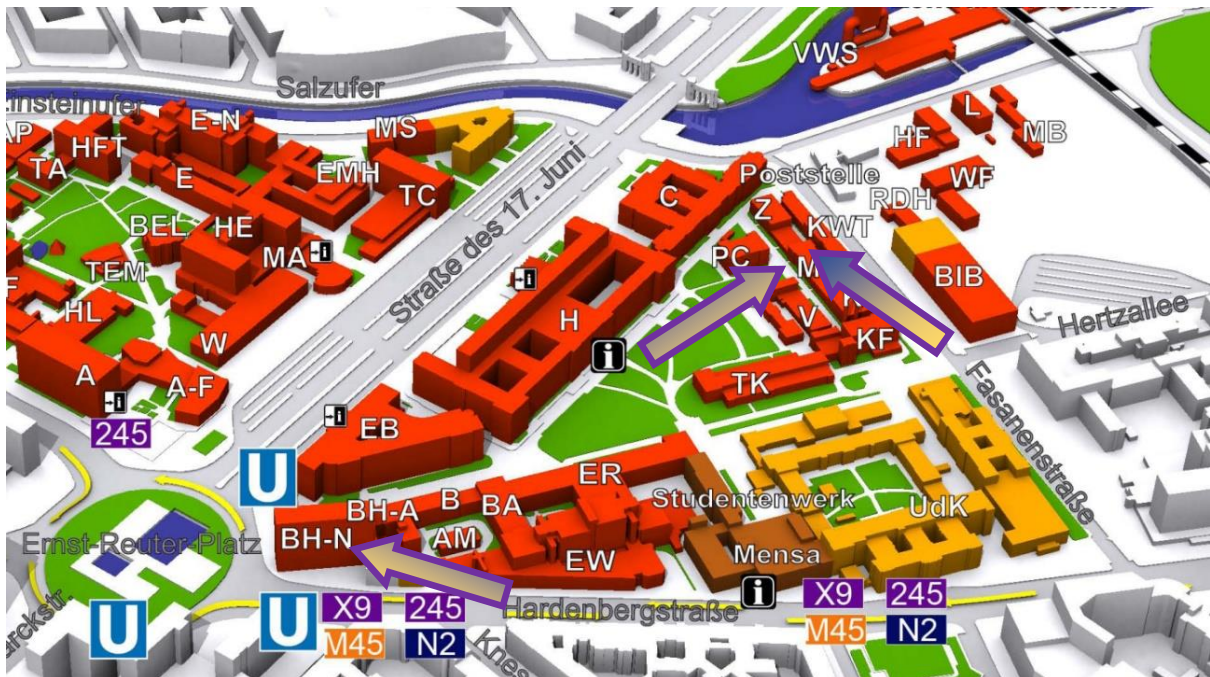 VWS
Salzufer
insteinufer
E-N
MS
L
HF
MB
AP
HFT
TA
E
EMH
TC
Straße des 17. Juni
C
Poststelle
WF
RDH
Z
KWT
BEL
HE
MA
i
TEM
PC
M
BIB
i
F
HL
H
V
Hertzallee
W
i
KF
A
A-F
TK
i
245
EB
Fasanenstraße
U
ER
BH-A
B
BA
Studentenwerk
UdK
Ernst-Reuter-Platz
BH-N
AM
EW
Mensa
Hardenbergstraße
i
U
U
X9
245
M45
N2
X9
245
M45
N2
arckstr.
Knes